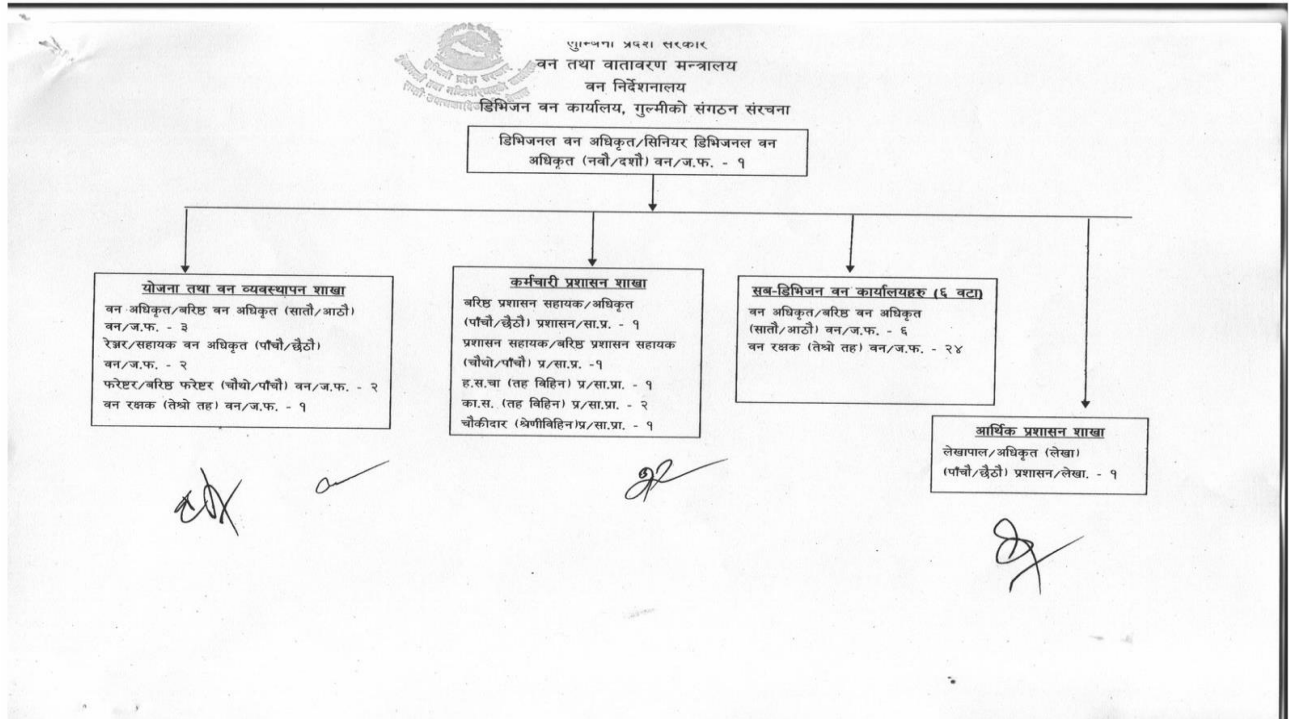 लुम्बिनी प्रदेश सरकार
वन तथा वातावरण मन्त्रालय
वन निर्देशनालय
डिभिजन वन कार्यालय, गुल्मीको संगठन संरचना
डिभिजनल वन अधिकृत/सिनियर डिभिजनल वन
अधिकृत (नवौ/दशौ) वन/ज.फ. - १
योजना तथा वन व्यवस्थापन शाखा
वन अधिकृत/बरिष्ठ वन अधिकृत (सातौ/आठौ)
वन/ज.फ. - ३
रेञ्जर/सहायक वन अधिकृत (पाँचौ/छैठौ)
वन/ज.फ. - २
फरेष्टर/बरिष्ठ फरेष्टर (चौथो/पाँचौ) वन/ज.फ. - २
वन रक्षक (तेश्रो तह) वन/ज.फ. - १
कर्मचारी प्रशासन शाखा
बरिष्ठ प्रशासन सहायक/अधिकृत
(पाँचौ/छैठौ) प्रशासन/सा.प्र. - १
प्रशासन सहायक/बरिष्ठ प्रशासन सहायक
(चौथो/पाँचौ) प्र/सा.प्र. -१
ह.स.चा (तह बिहिन) प्र/सा.प्रा. - १
का.स. (तह बिहिन) प्र/सा.प्रा. - २
चौकीदार (श्रेणीबिहिन)प्र/सा.प्रा. - १
सब-डिभिजन वन कार्यालयहरु (६ वटा)
वन अधिकृत/बरिष्ठ वन अधिकृत
(सातौ/आठौ) वन/ज.फ. - ६
वन रक्षक (तेश्रो तह) वन/ज.फ. - २४
आर्थिक प्रशासन शाखा
लेखापाल/अधिकृत (लेखा)
(पाँचौ/छैठौ) प्रशासन/लेखा. - १